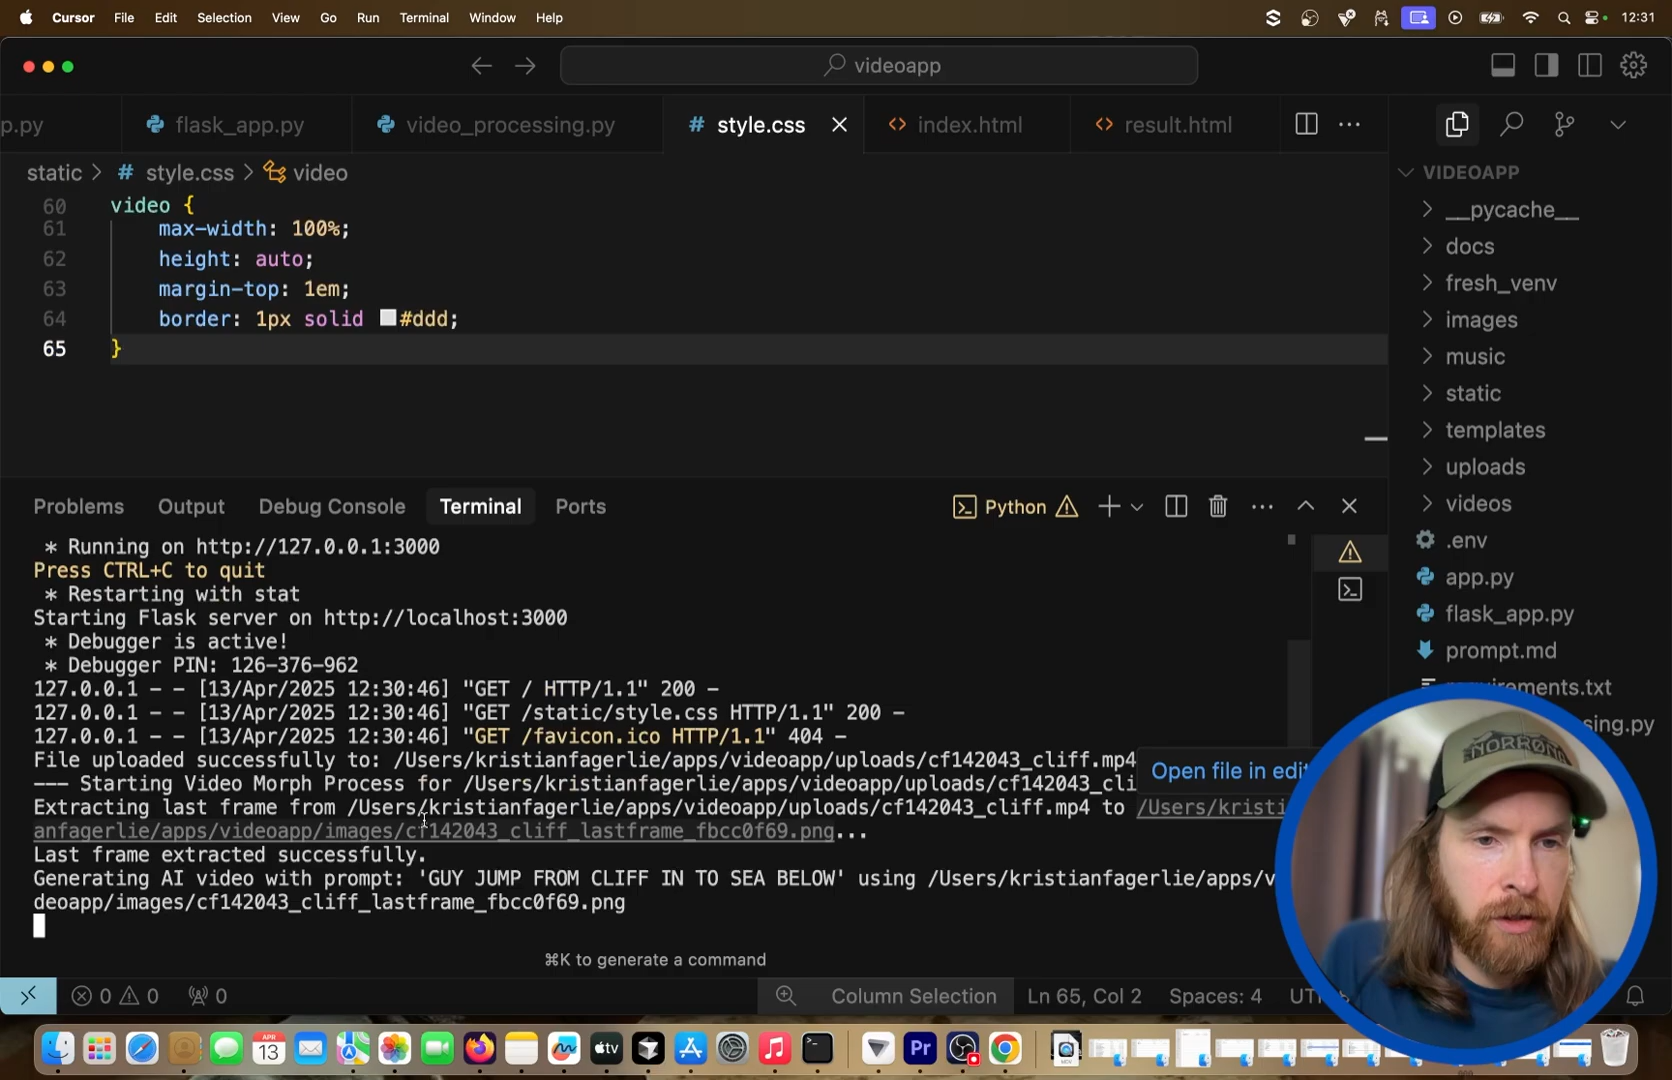 Cursor File Edit Selection View Go Run Terminal Window Help 12:31
videoapp
p.py flask_app.py video_processing.py # style.css index.html result.html
static > # style.css > video
VIDEOAPP
60 video {
61 max-width: 100%;
62 height: auto;
63 margin-top: 1em;
64 border: 1px solid #ddd;
65 }
__pycache__
docs
fresh_venv
images
music
static
templates
uploads
videos
.env
app.py
flask_app.py
prompt.md
requirements.txt
sing.py
Problems Output Debug Console Terminal Ports Python
* Running on http://127.0.0.1:3000
Press CTRL+C to quit
* Restarting with stat
Starting Flask server on http://localhost:3000
* Debugger is active!
* Debugger PIN: 126-376-962
127.0.0.1 - - [13/Apr/2025 12:30:46] "GET / HTTP/1.1" 200 -
127.0.0.1 - - [13/Apr/2025 12:30:46] "GET /static/style.css HTTP/1.1" 200 -
127.0.0.1 - - [13/Apr/2025 12:30:46] "GET /favicon.ico HTTP/1.1" 404 -
File uploaded successfully to: /Users/kristianfagerlie/apps/videoapp/uploads/cf142043_cliff.mp4
--- Starting Video Morph Process for /Users/kristianfagerlie/apps/videoapp/uploads/cf142043_cli
Open file in edit
Extracting last frame from /Users/kristianfagerlie/apps/videoapp/uploads/cf142043_cliff.mp4 to /Users/kristi
anfagerlie/apps/videoapp/images/cf142043_cliff_lastframe_fbcc0f69.png...
Last frame extracted successfully.
Generating AI video with prompt: 'GUY JUMP FROM CLIFF IN TO SEA BELOW' using /Users/kristianfagerlie/apps/v
deoapp/images/cf142043_cliff_lastframe_fbcc0f69.png
⌘K to generate a command
0 0 0 Column Selection Ln 65, Col 2 Spaces: 4
NORRØNA
APR
13
tv
Pr